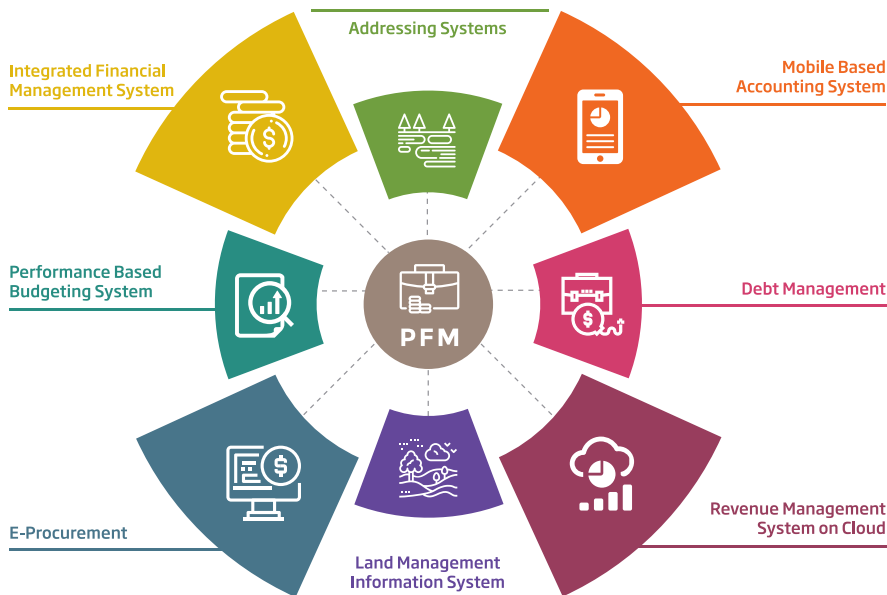 Addressing Systems
Integrated Financial
Management System
Mobile Based
Accounting System
$
Performance Based
Budgeting System
PFM
Debt Management
$
E-Procurement
$
Land Management
Information System
Revenue Management
System on Cloud